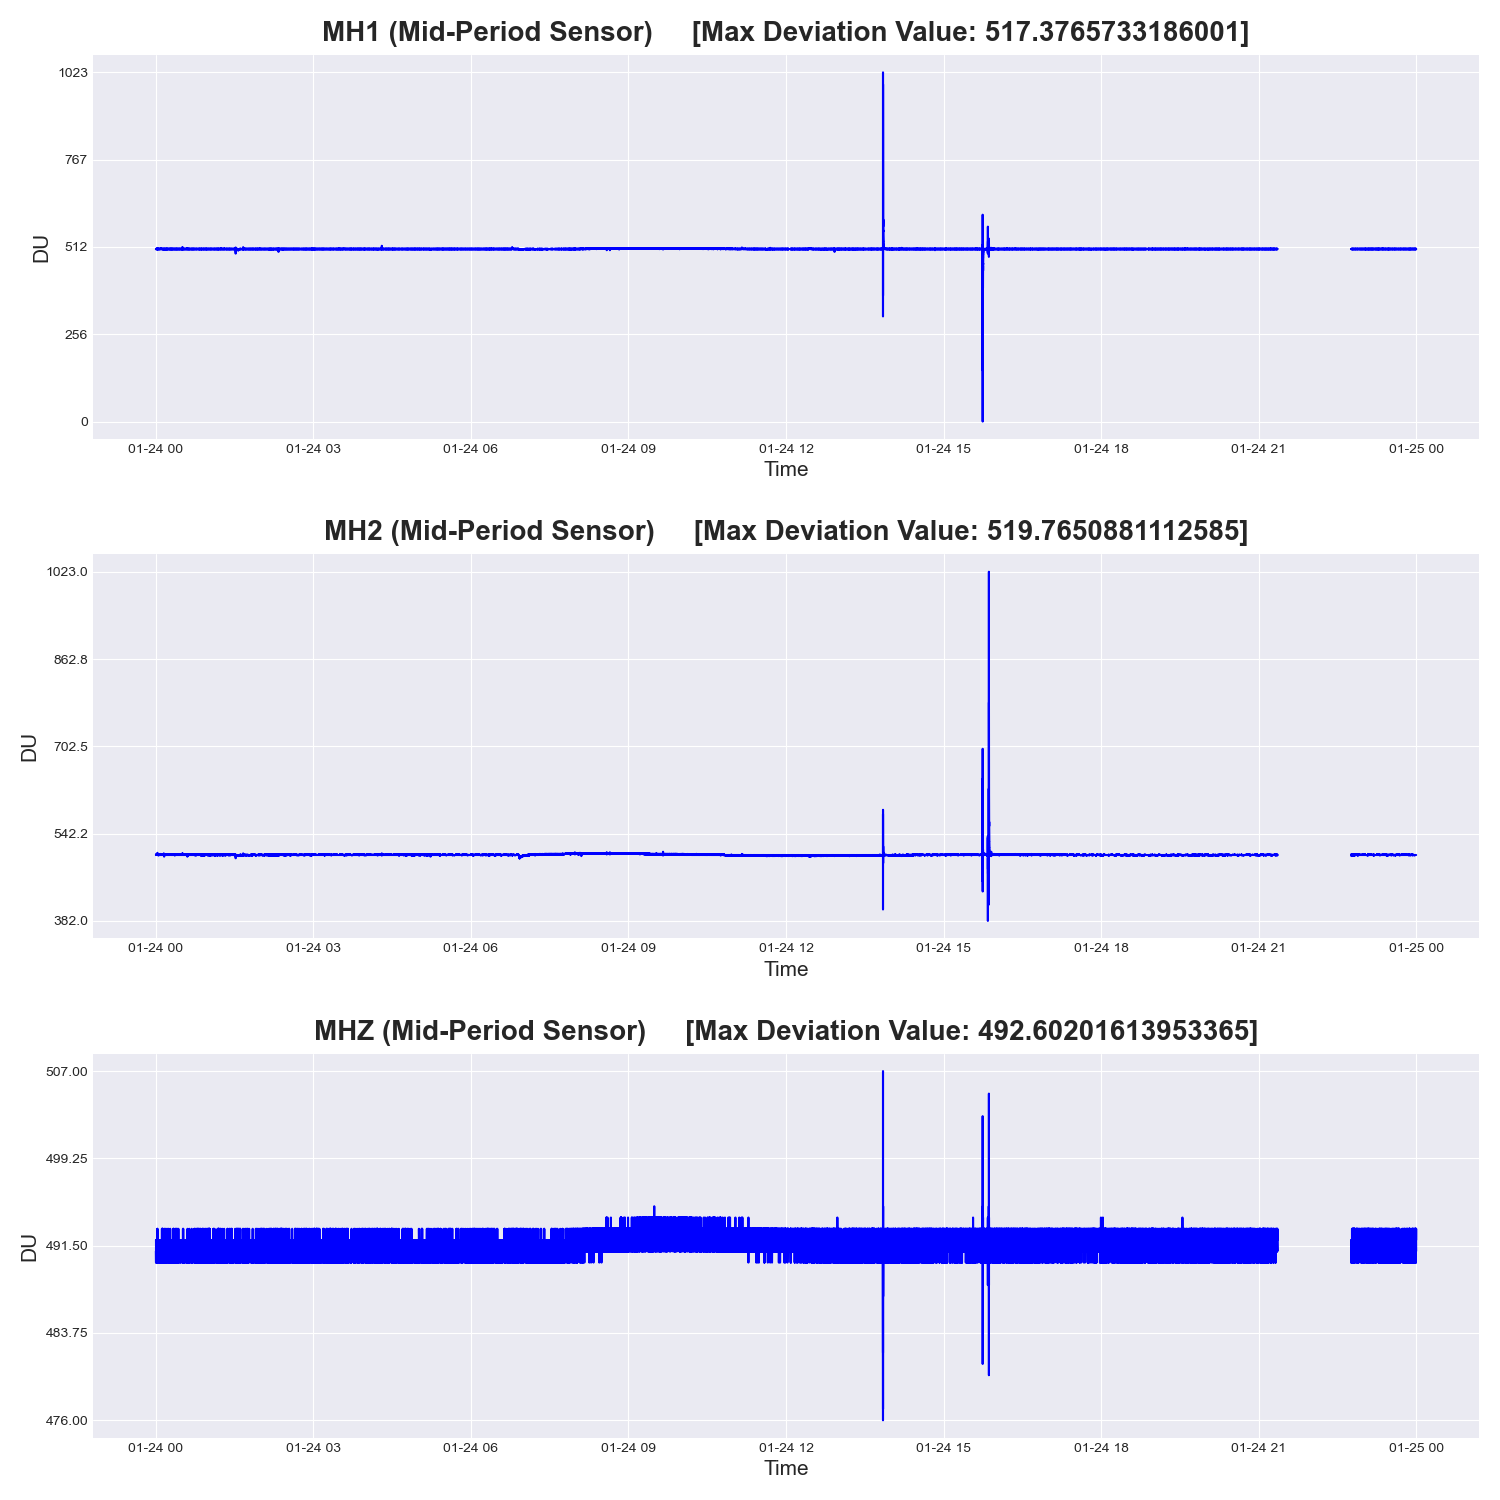 MH1 (Mid-Period Sensor) [Max Deviation Value: 517.3765733186001]
1023
767
512
256
0
DU
01-24 00 01-24 03 01-24 06 01-24 09 01-24 12 01-24 15 01-24 18 01-24 21 01-25 00
Time
MH2 (Mid-Period Sensor) [Max Deviation Value: 519.7650881112585]
1023.0
862.8
702.5
542.2
382.0
DU
01-24 00 01-24 03 01-24 06 01-24 09 01-24 12 01-24 15 01-24 18 01-24 21 01-25 00
Time
MHZ (Mid-Period Sensor) [Max Deviation Value: 492.60201613953365]
507.00
499.25
491.50
483.75
476.00
DU
01-24 00 01-24 03 01-24 06 01-24 09 01-24 12 01-24 15 01-24 18 01-24 21 01-25 00
Time